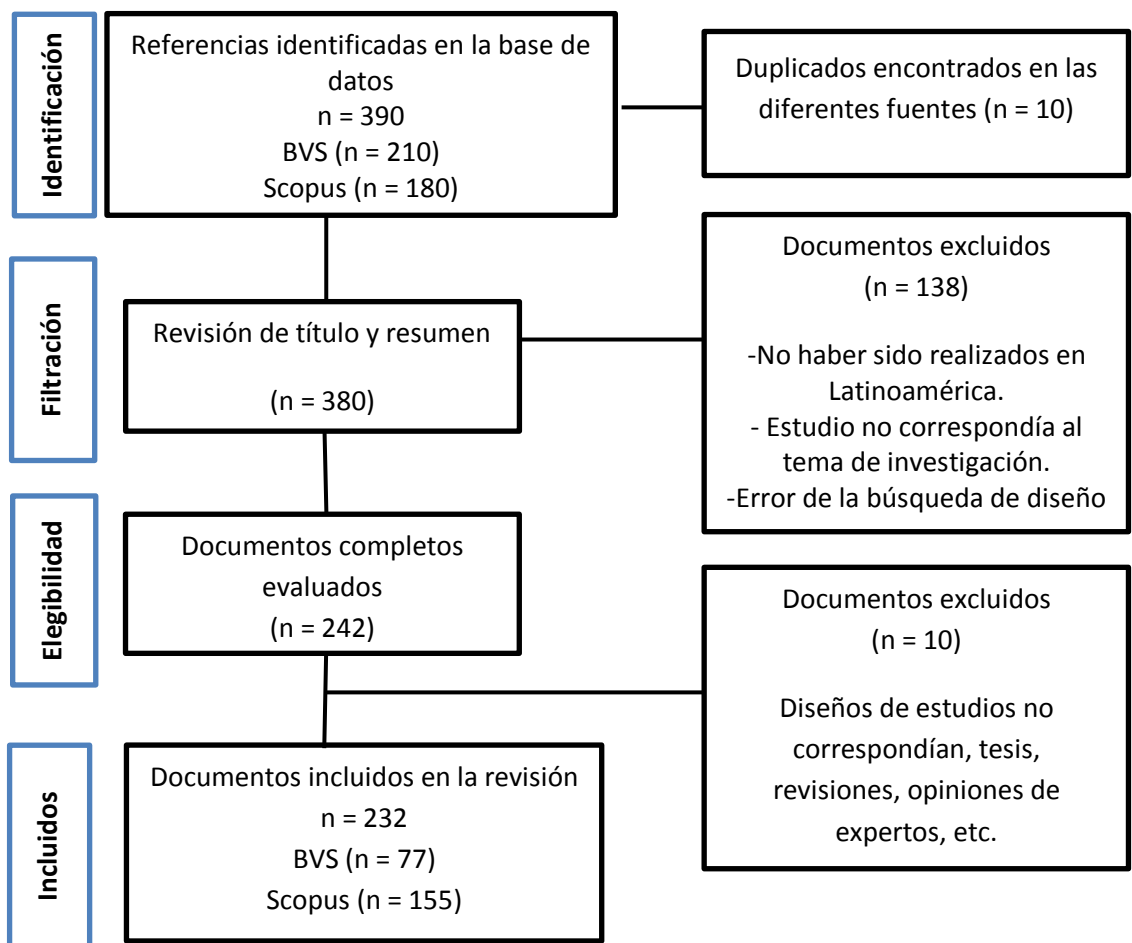 Identificación
Referencias identificadas en la base de
datos
n = 390
BVS (n = 210)
Scopus (n = 180)
Duplicados encontrados en las
diferentes fuentes (n = 10)
Filtración
Revisión de título y resumen
(n = 380)
Documentos excluidos
(n = 138)
-No haber sido realizados en
Latinoamérica.
- Estudio no correspondía al
tema de investigación.
-Error de la búsqueda de diseño
Elegibilidad
Documentos completos
evaluados
(n = 242)
Documentos excluidos
(n = 10)
Diseños de estudios no
correspondían, tesis,
revisiones, opiniones de
expertos, etc.
Incluidos
Documentos incluidos en la revisión
n = 232
BVS (n = 77)
Scopus (n = 155)